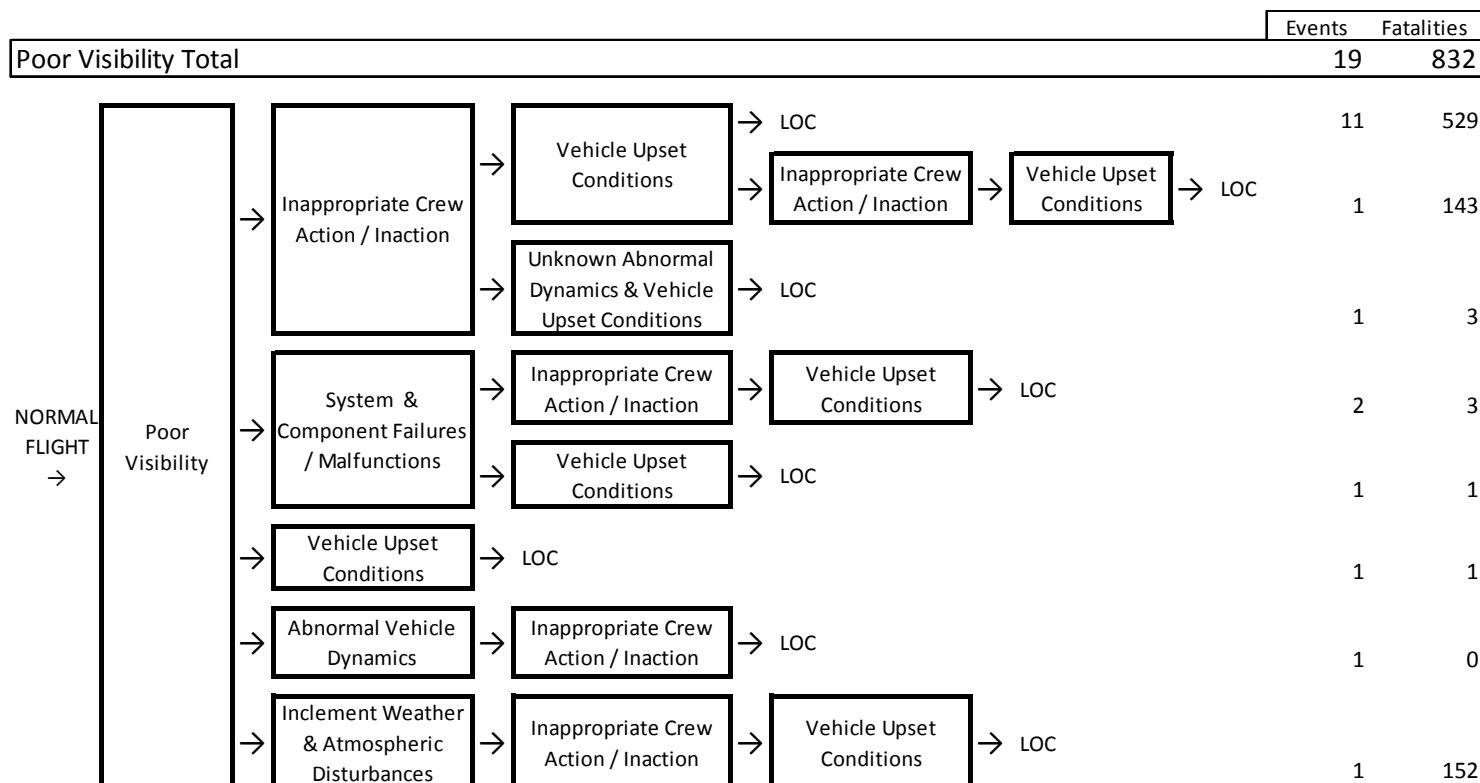 Events Fatalities
Poor Visibility Total 19 832
→ LOC 11 529
Vehicle Upset
Conditions
Inappropriate Crew
Action / Inaction
Vehicle Upset
Conditions
→ LOC
1 143
Inappropriate Crew
Action / Inaction
Unknown Abnormal
Dynamics & Vehicle
Upset Conditions
→ LOC
1 3
System &
Component Failures
/ Malfunctions
Inappropriate Crew
Action / Inaction
Vehicle Upset
Conditions
→ LOC
2 3
NORMAL
FLIGHT
→
Poor
Visibility
Vehicle Upset
Conditions
→ LOC
1 1
Vehicle Upset
Conditions
→ LOC
1 1
Abnormal Vehicle
Dynamics
Inappropriate Crew
Action / Inaction
→ LOC
1 0
Inclement Weather
& Atmospheric
Disturbances
Inappropriate Crew
Action / Inaction
Vehicle Upset
Conditions
→ LOC
1 152